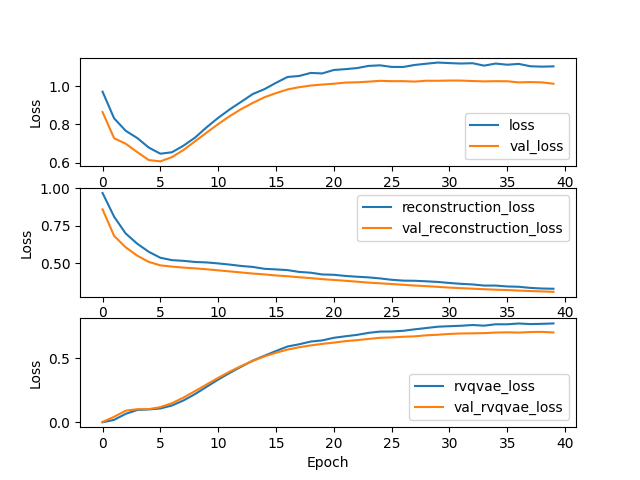 1.0
0.8
0.6
Loss
loss
val_loss
0 5 10 15 20 25 30 35 40
1.00
0.75
0.50
Loss
reconstruction_loss
val_reconstruction_loss
0 5 10 15 20 25 30 35 40
0.5
0.0
Loss
rvqvae_loss
val_rvqvae_loss
0 5 10 15 20 25 30 35 40
Epoch